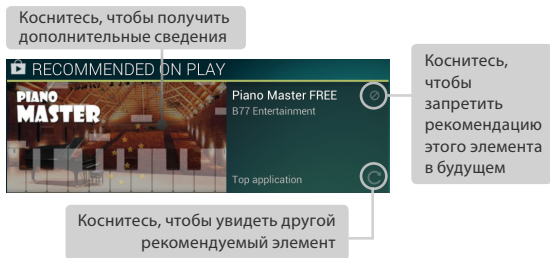 Коснитесь, чтобы получить
дополнительные сведения
RECOMMENDED ON PLAY
PIANO
MASTER
Piano Master FREE
B77 Entertainment
Top application
Коснитесь,
чтобы
запретить
рекомендацию
этого элемента
в будущем
Коснитесь, чтобы увидеть другой
рекомендуемый элемент